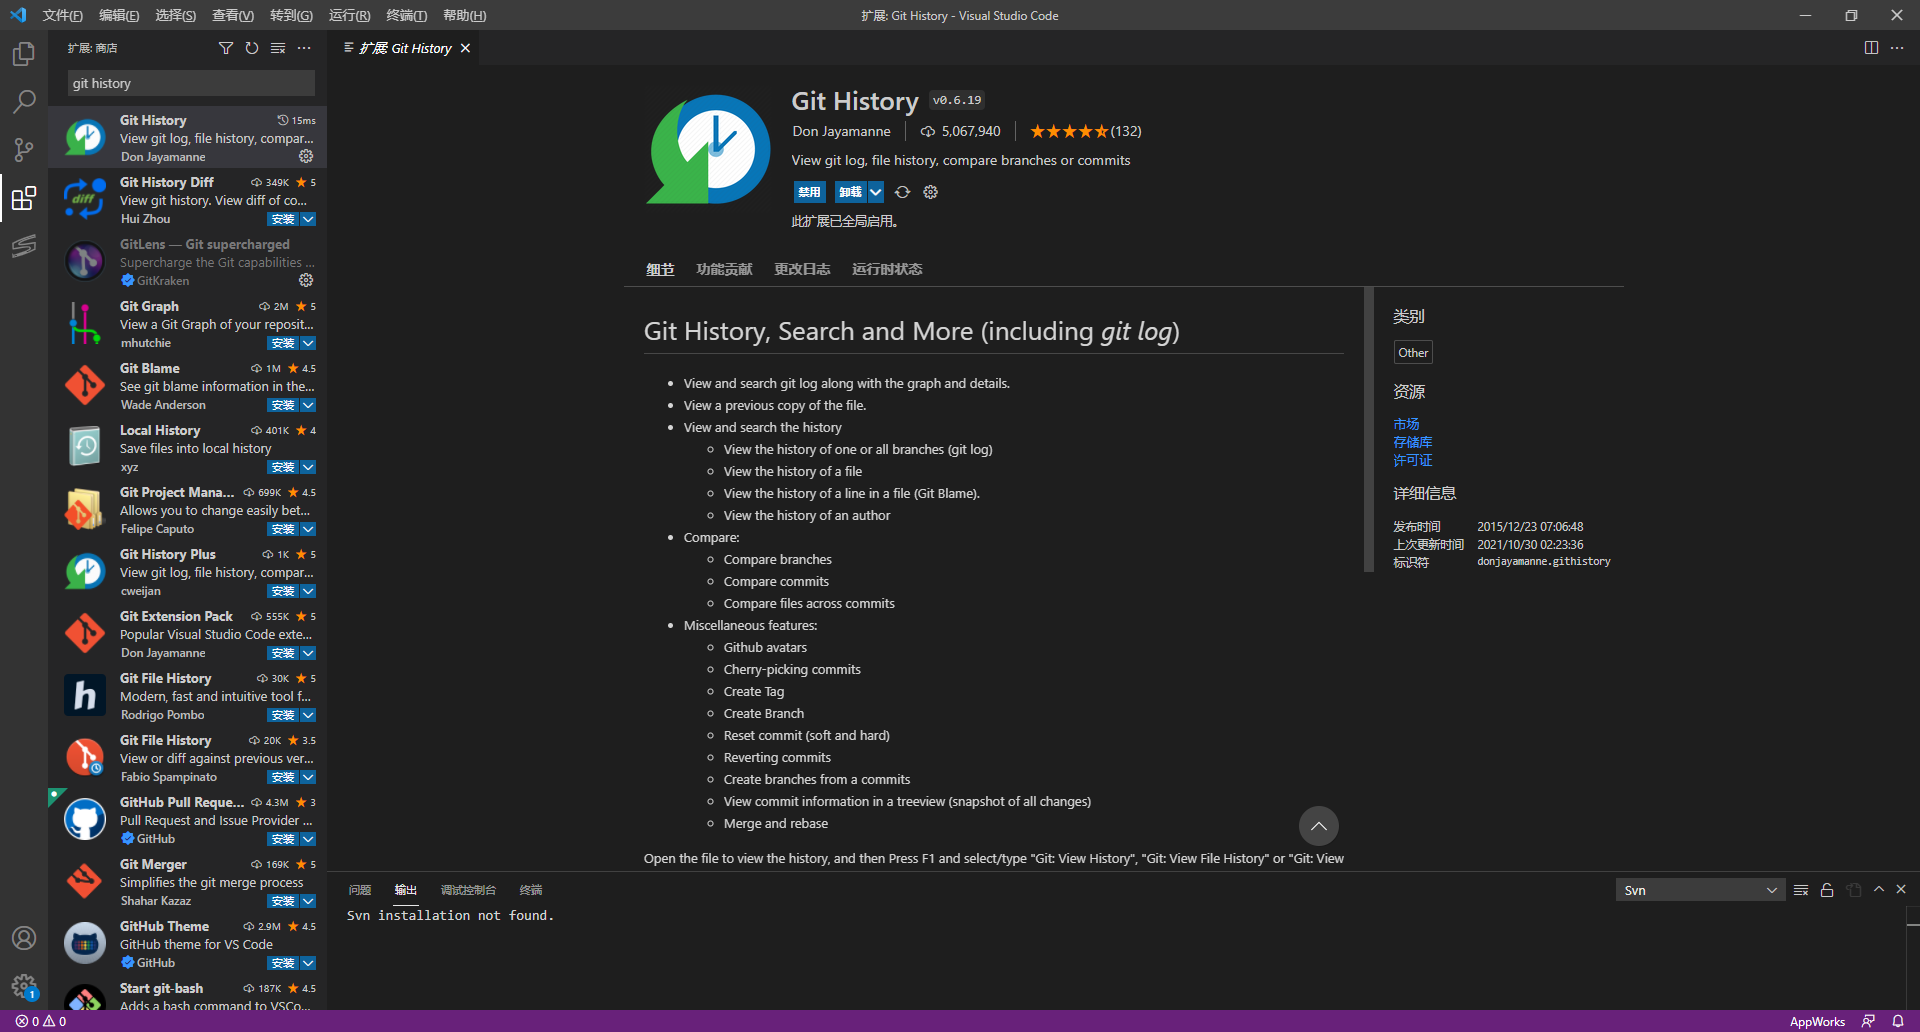 文件(F) 编辑(E) 选择(S) 查看(V) 转到(G) 运行(R) 终端(T) 帮助(H)
扩展: Git History - Visual Studio Code
扩展: 商店
扩展: Git History
git history
Git History 15ms
View git log, file history, compar...
Don Jayamanne
Git History Diff 349K 5
View git history. View diff of co...
Hui Zhou 安装
GitLens — Git supercharged
Supercharge the Git capabilities ...
GitKraken
Git Graph 2M 5
View a Git Graph of your reposit...
mhutchie 安装
Git Blame 1M 4.5
See git blame information in the...
Wade Anderson 安装
Local History 401K 4
Save files into local history
xyz 安装
Git Project Mana... 699K 4.5
Allows you to change easily bet...
Felipe Caputo 安装
Git History Plus 1K 5
View git log, file history, compar...
cweijan 安装
Git Extension Pack 555K 5
Popular Visual Studio Code exte...
Don Jayamanne 安装
Git File History 30K 5
Modern, fast and intuitive tool f...
Rodrigo Pombo 安装
Git File History 20K 3.5
View or diff against previous ver...
Fabio Spampinato 安装
GitHub Pull Reque... 4.3M 3
Pull Request and Issue Provider ...
GitHub 安装
Git Merger 169K 5
Simplifies the git merge process
Shahar Kazaz 安装
GitHub Theme 2.9M 4.5
GitHub theme for VS Code
GitHub 安装
Start git-bash 187K 4.5
Adds a bash command to VSCo...
Git History v0.6.19
Don Jayamanne 5,067,940 (132)
View git log, file history, compare branches or commits
禁用 卸载
此扩展已全局启用。
细节 功能贡献 更改日志 运行时状态
Git History, Search and More (including git log)
View and search git log along with the graph and details.
View a previous copy of the file.
View and search the history
View the history of one or all branches (git log)
View the history of a file
View the history of a line in a file (Git Blame).
View the history of an author
Compare:
Compare branches
Compare commits
Compare files across commits
Miscellaneous features:
Github avatars
Cherry-picking commits
Create Tag
Create Branch
Reset commit (soft and hard)
Reverting commits
Create branches from a commits
View commit information in a treeview (snapshot of all changes)
Merge and rebase
Open the file to view the history, and then Press F1 and select/type "Git: View History", "Git: View File History" or "Git: View
类别
Other
资源
市场
存储库
许可证
详细信息
发布时间 2015/12/23 07:06:48
上次更新时间 2021/10/30 02:23:36
标识符 donjayamanne.githistory
问题 输出 调试控制台 终端
Svn
Svn installation not found.
1
0 0
AppWorks